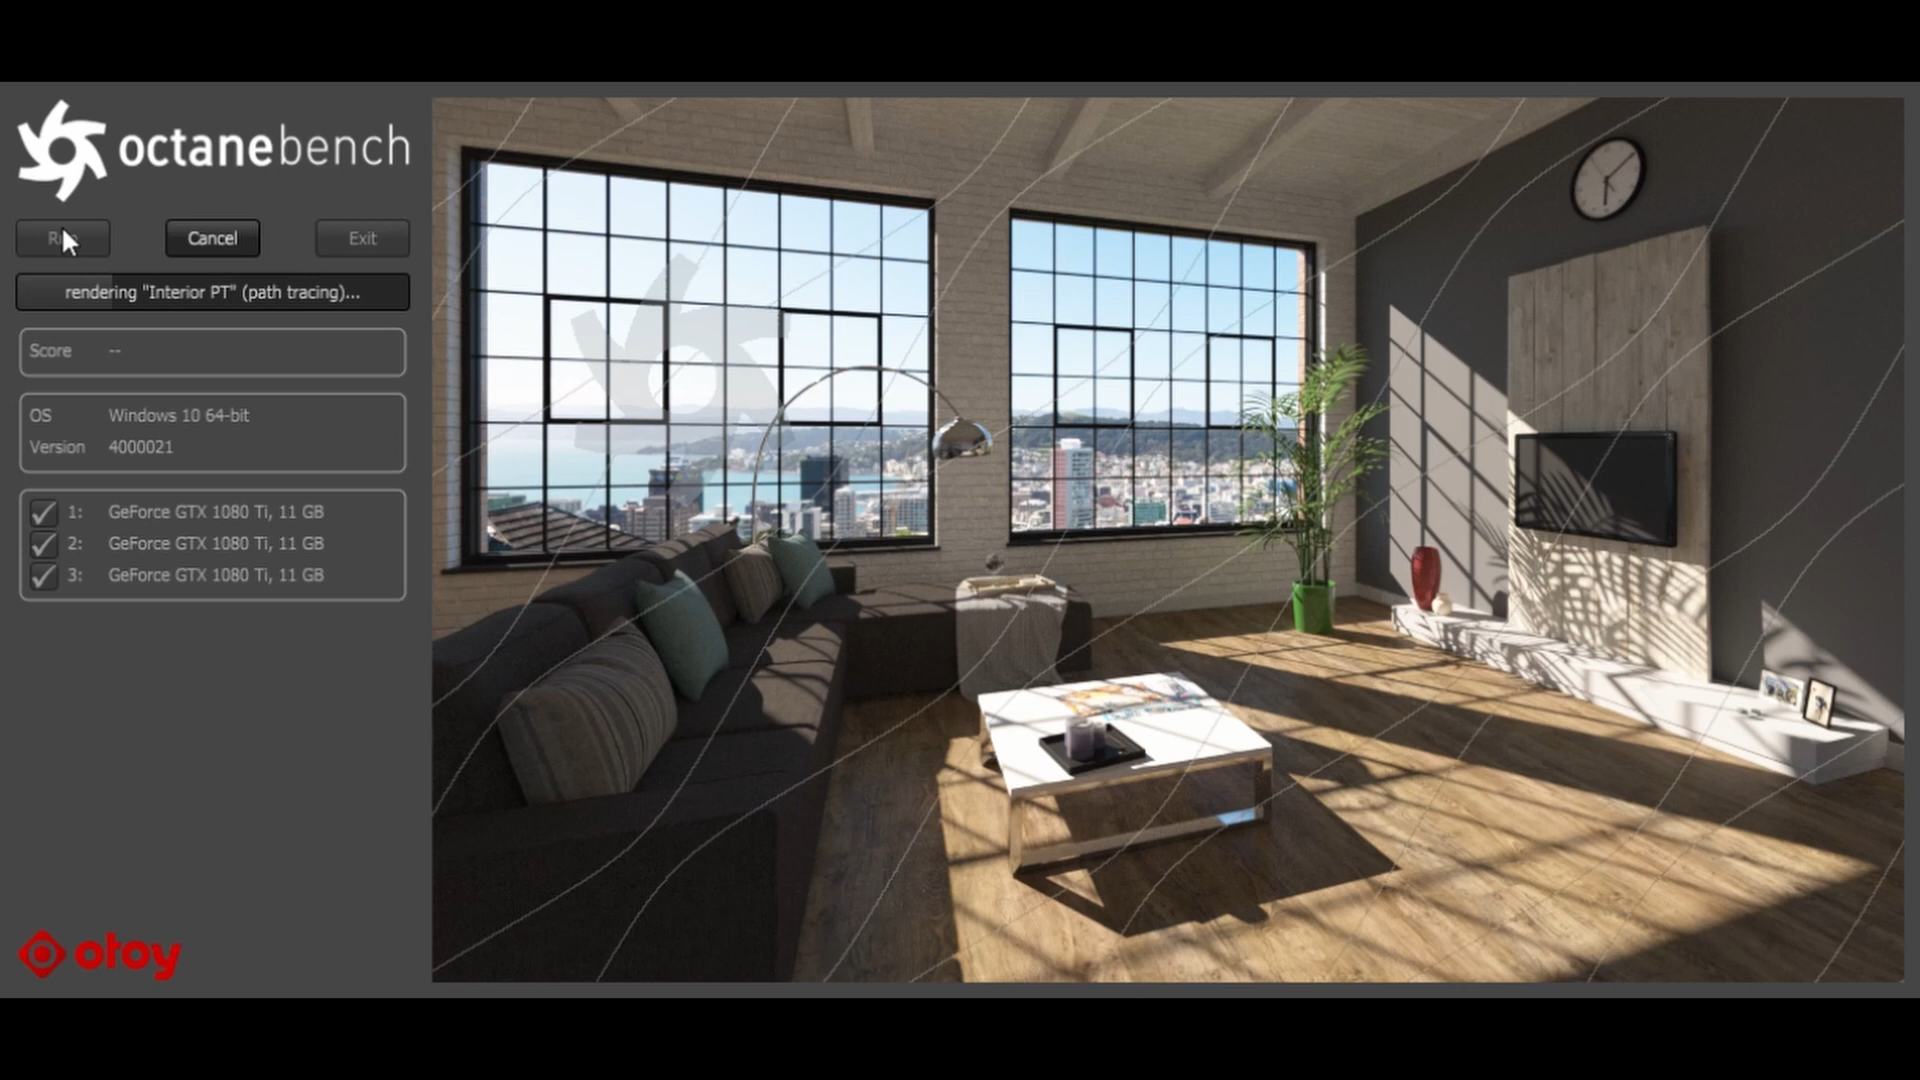 octanebench
Cancel
Exit
rendering "Interior PT" (path tracing)...
Score --
OS Windows 10 64-bit
Version 4000021
1: GeForce GTX 1080 Ti, 11 GB
2: GeForce GTX 1080 Ti, 11 GB
3: GeForce GTX 1080 Ti, 11 GB
otoy